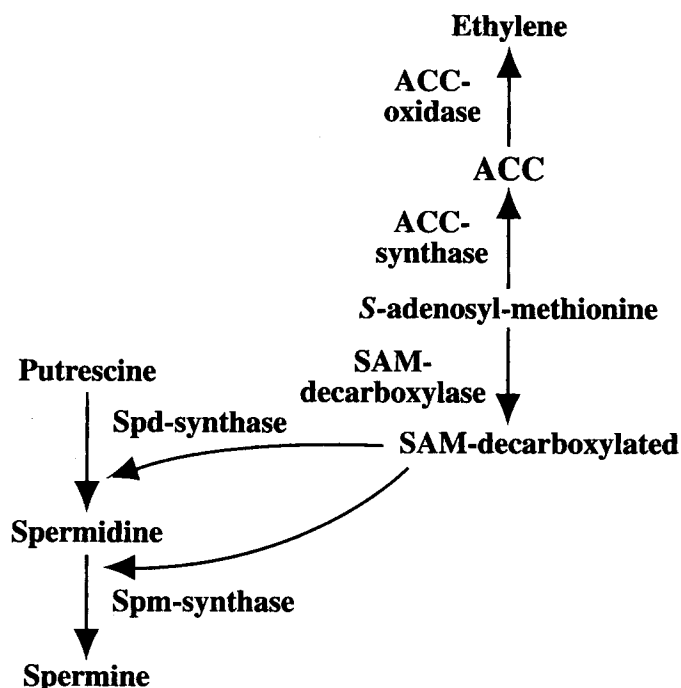 Ethylene
ACC-
oxidase
ACC
ACC-
synthase
S-adenosyl-methionine
SAM-
decarboxylase
Putrescine
Spd-synthase
SAM-decarboxylated
Spermidine
Spm-synthase
Spermine